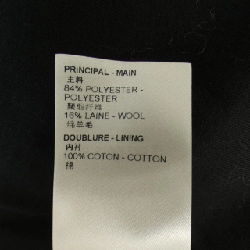 PRINCIPAL - MAIN
主料
84% POLYESTER -
POLYESTER
聚酯纤维
16% LAINE - WOOL
绵羊毛
DOUBLURE - LINING
内衬
100% COTON - COTTON
棉